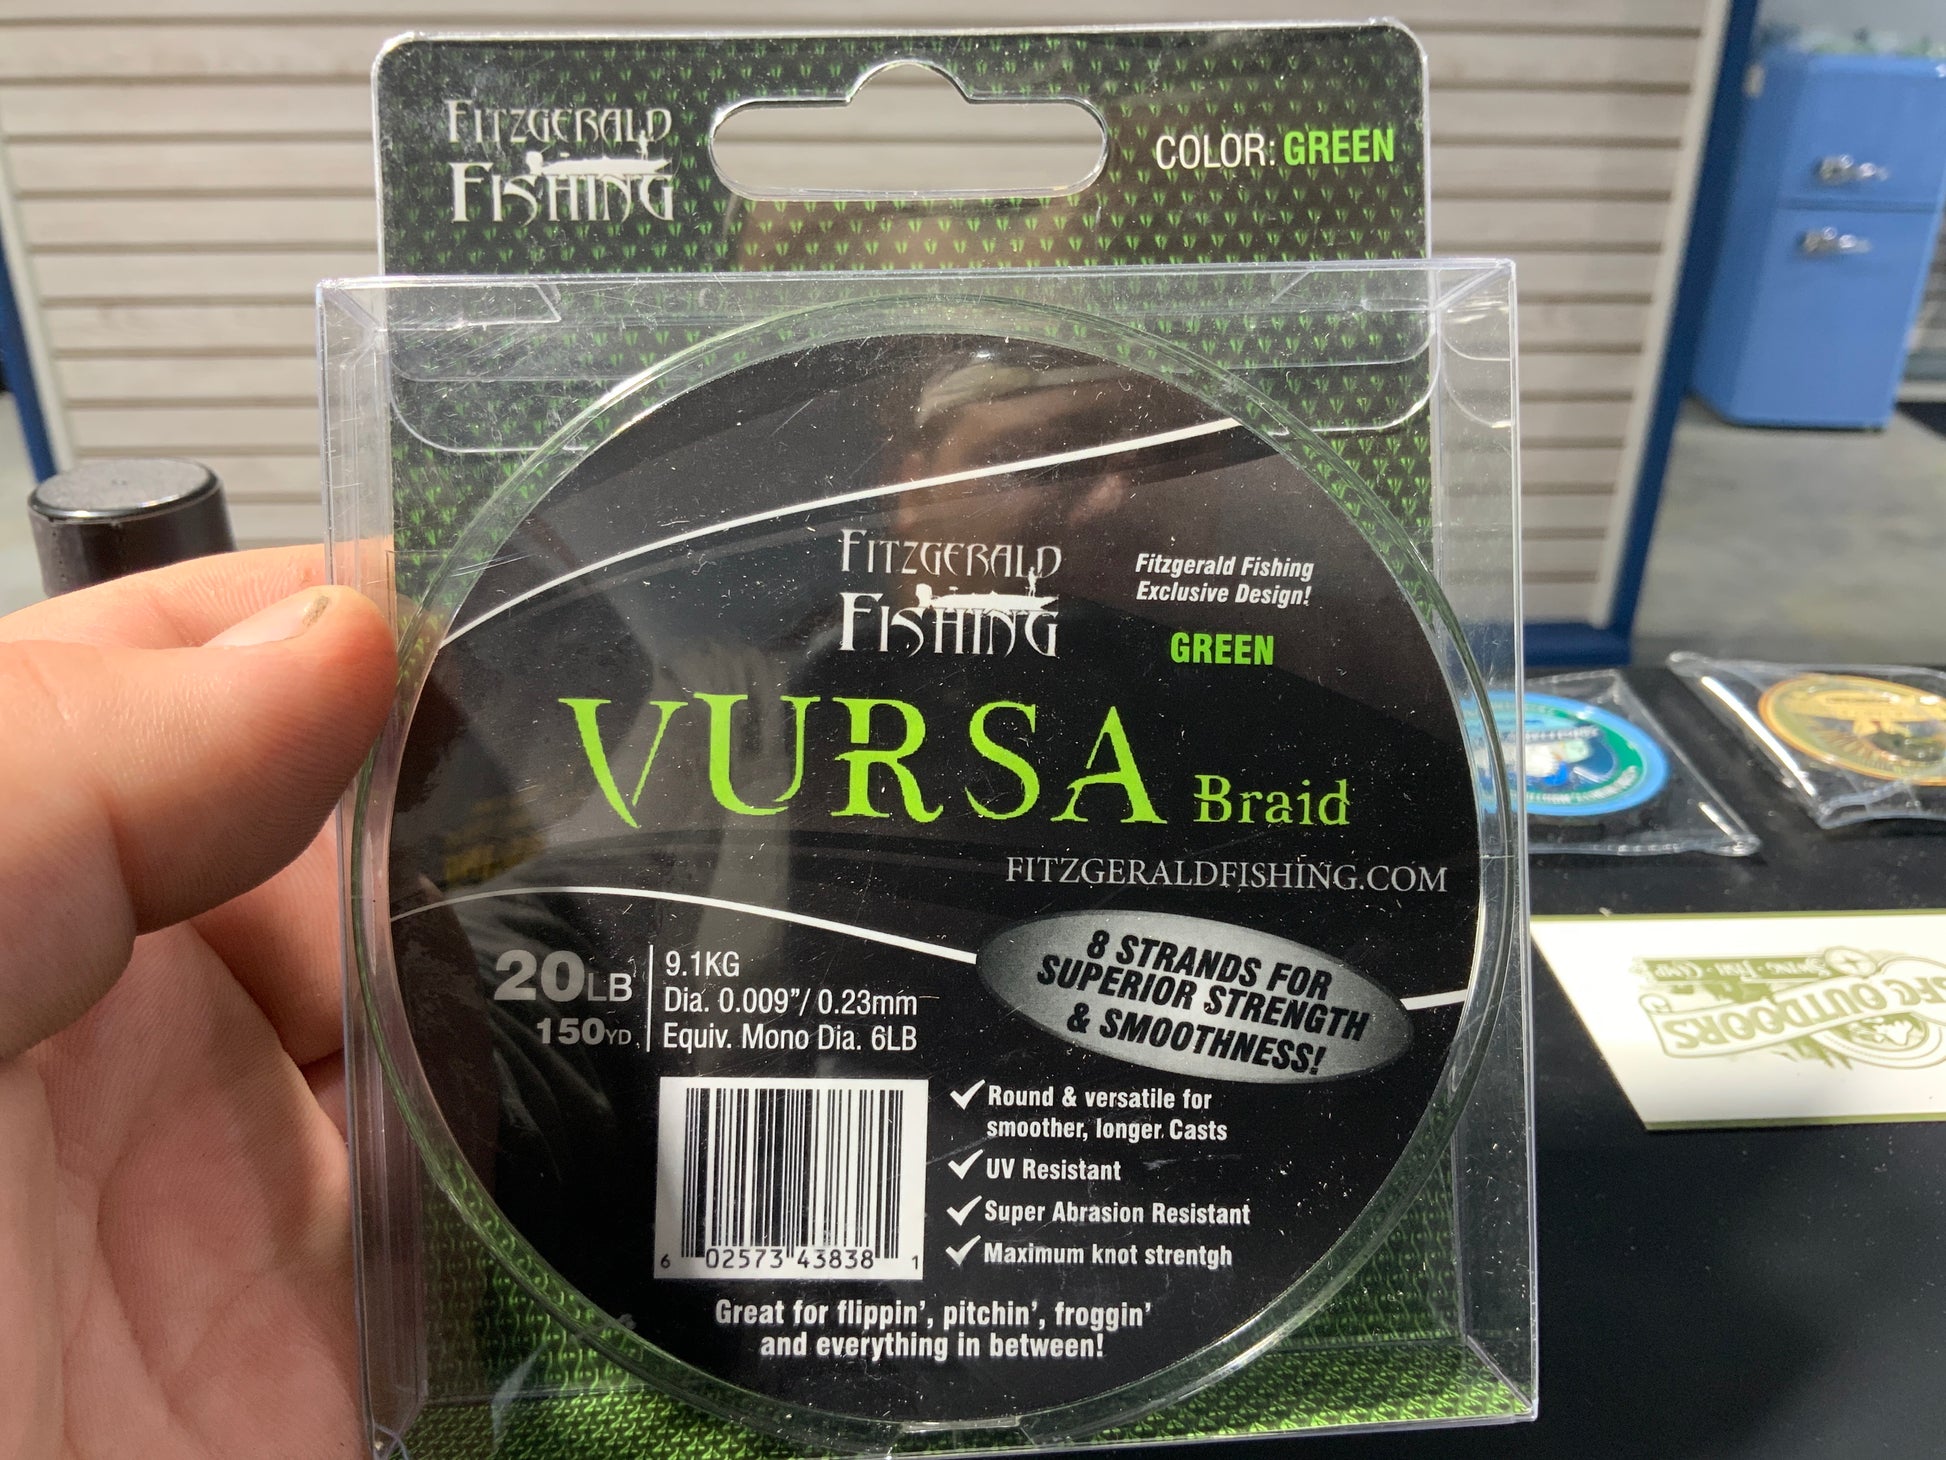 FITZGERALD
FISHING
COLOR: GREEN
FITZGERALD
FISHING
Fitzgerald Fishing
Exclusive Design!
GREEN
VURSA Braid
FITZGERALDFISHING.COM
20LB
150YD.
9.1KG
Dia. 0.009”/ 0.23mm
Equiv. Mono Dia. 6LB
8 STRANDS FOR
SUPERIOR STRENGTH
& SMOOTHNESS!
Round & versatile for
smoother, longer Casts
UV Resistant
Super Abrasion Resistant
Maximum knot strentgh
6 02573 43838 1
Great for flippin’, pitchin’, froggin’
and everything in between!
OUTDOORS